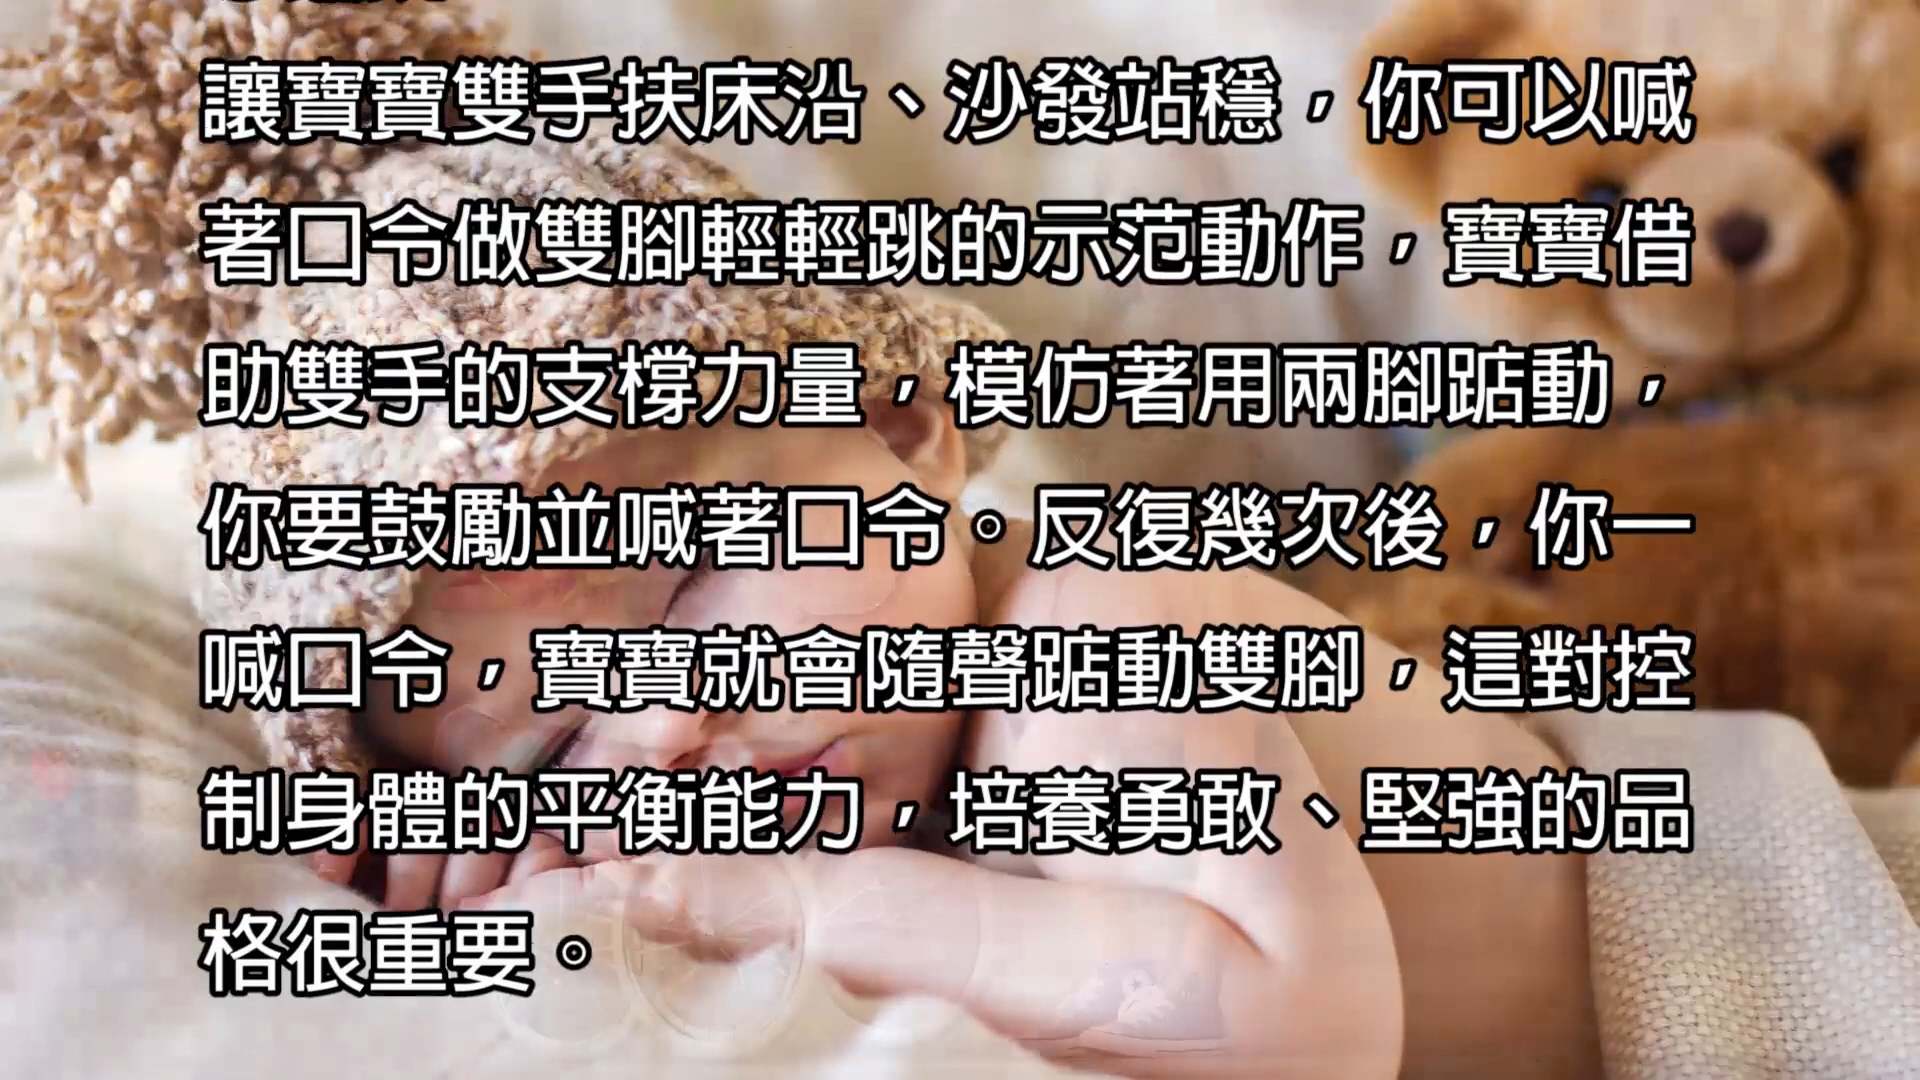 讓寶寶雙手扶床沿、沙發站穩，你可以喊
著口令做雙腳輕輕跳的示范動作，寶寶借
助雙手的支撐力量，模仿著用兩腳踮動，
你要鼓勵並喊著口令。反復幾次後，你一
喊口令，寶寶就會隨聲踮動雙腳，這對控
制身體的平衡能力，培養勇敢、堅強的品
格很重要。